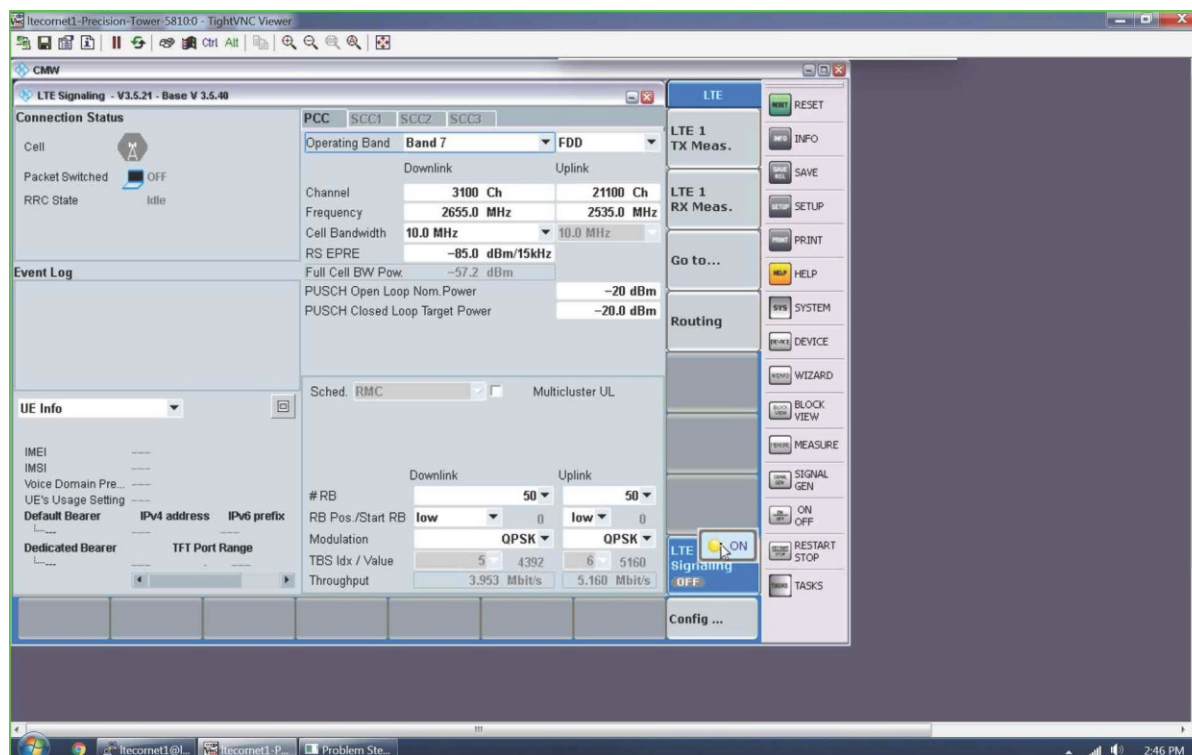 ltecornet1-Precision-Tower-5810:0 - TightVNC Viewer
Ctrl Alt
CMW
LTE Signaling - V3.5.21 - Base V 3.5.40
Connection Status
Cell
Packet Switched OFF
RRC State Idle
Event Log
UE Info
IMEI ---
IMSI ---
Voice Domain Pre... ---
UE's Usage Setting ---
Default Bearer IPv4 address IPv6 prefix
Dedicated Bearer TFT Port Range
PCC SCC1 SCC2 SCC3
Operating Band Band 7 FDD
Downlink Uplink
Channel 3100 Ch 21100 Ch
Frequency 2655.0 MHz 2535.0 MHz
Cell Bandwidth 10.0 MHz 10.0 MHz
RS EPRE -85.0 dBm/15kHz
Full Cell BW Pow. -57.2 dBm
PUSCH Open Loop Nom.Power -20 dBm
PUSCH Closed Loop Target Power -20.0 dBm
Sched. RMC Multicluster UL
Downlink Uplink
# RB 50 50
RB Pos./Start RB low 0 low 0
Modulation QPSK QPSK
TBS Idx / Value 5 4392 6 5160
Throughput 3.953 Mbit/s 5.160 Mbit/s
LTE
LTE 1
TX Meas.
LTE 1
RX Meas.
Go to...
Routing
LTE
Signaling
OFF
ON
Config ...
RESET
INFO
SAVE
SETUP
PRINT
HELP
SYS SYSTEM
DEVICE
WIZARD
BLOCK
VIEW
MEASURE
SIGNAL
GEN
ON
OFF
RESTART
STOP
TASKS
ltecornet1@l...
ltecornet1-P...
Problem Ste...
2:46 PM